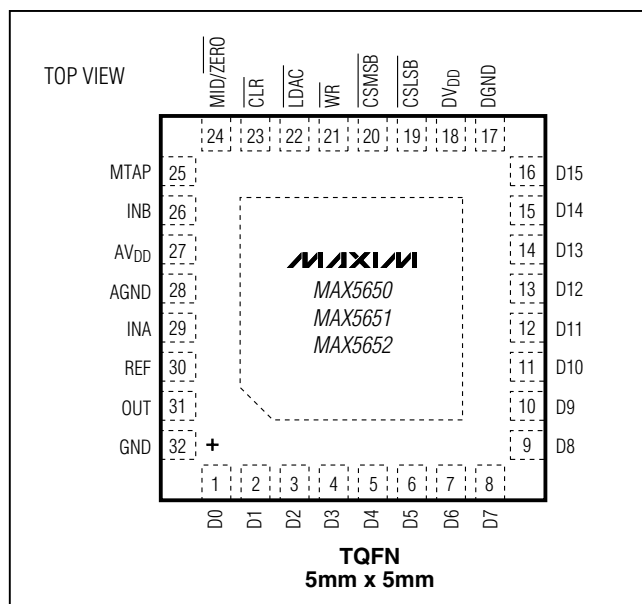 TOP VIEW
MID/ZERO
CLR
LDAC
WR
CSMSB
CSLSB
DVDD
DGND
24 23 22 21 20 19 18 17
MTAP 25
INB 26
AVDD 27
AGND 28
INA 29
REF 30
OUT 31
GND 32
+
MAXIM
MAX5650
MAX5651
MAX5652
16 D15
15 D14
14 D13
13 D12
12 D11
11 D10
10 D9
9 D8
1 2 3 4 5 6 7 8
D0
D1
D2
D3
D4
D5
D6
D7
TQFN
5mm x 5mm